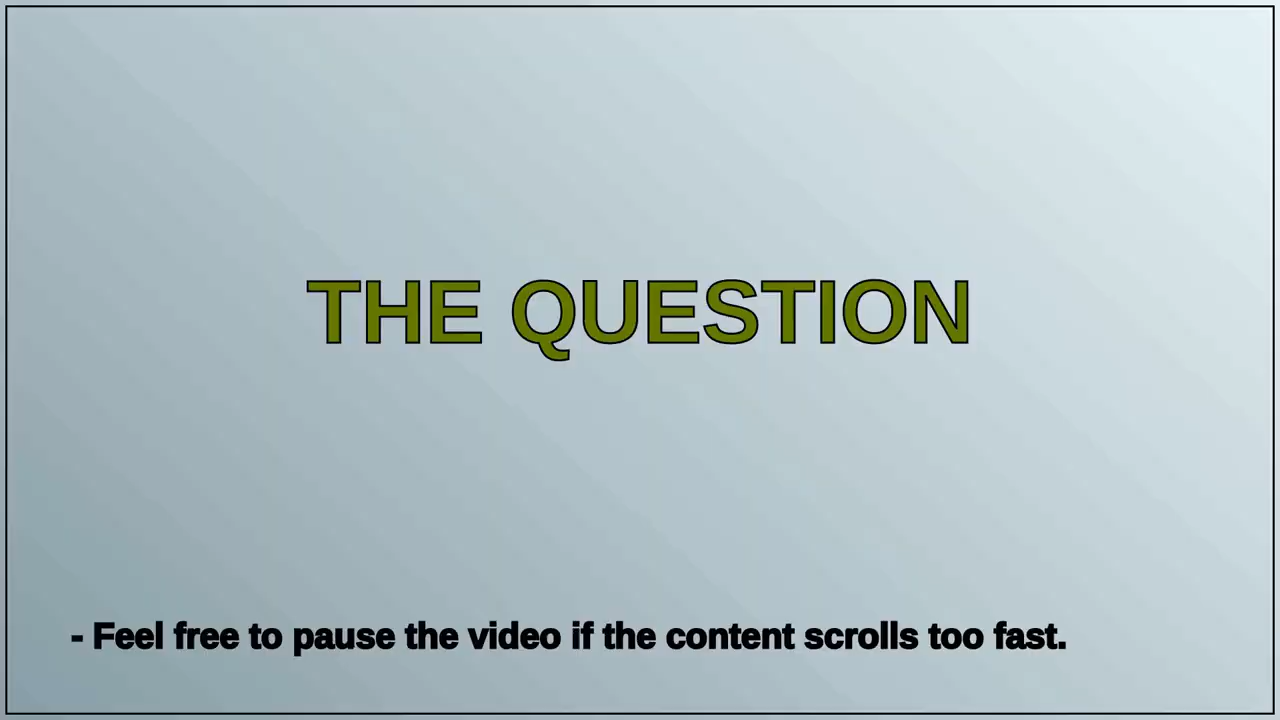 THE QUESTION
- Feel free to pause the video if the content scrolls too fast.